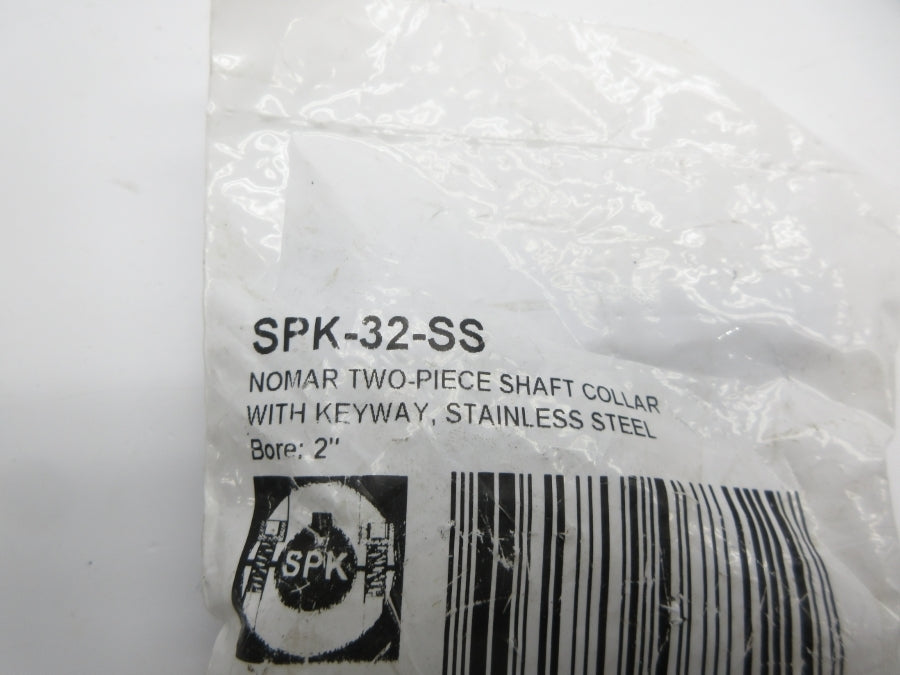 SPK-32-SS
NOMAR TWO-PIECE SHAFT COLLAR
WITH KEYWAY, STAINLESS STEEL
Bore: 2"
SPK